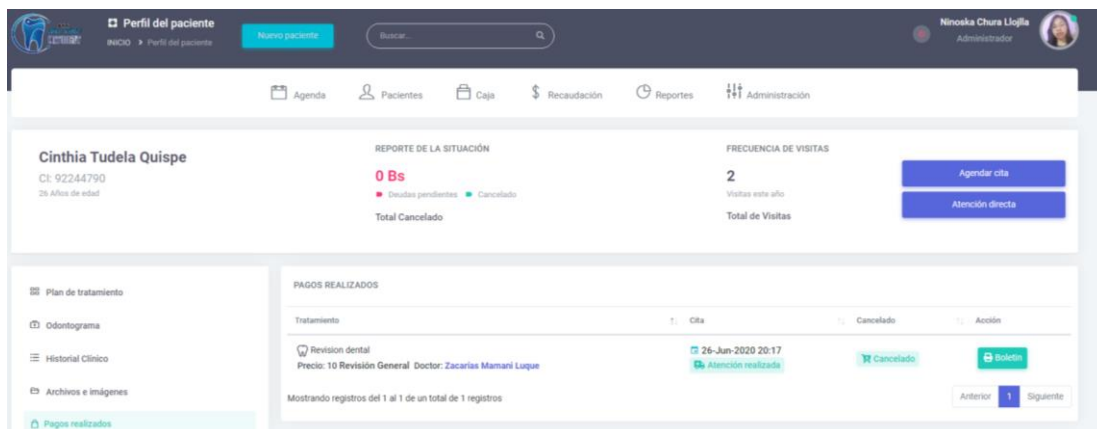 Perfil del paciente
INICIO > Perfil del paciente
Nuevo paciente
Buscar...
Ninoska Chura Llojlla
Administrador
Agenda
Pacientes
Caja
$ Recaudación
Reportes
Administración
Cinthia Tudela Quispe
CI: 92244790
26 Años de edad
REPORTE DE LA SITUACIÓN
0 Bs
Deudas pendientes Cancelado
Total Cancelado
FRECUENCIA DE VISITAS
2
Visitas este año
Total de Visitas
Agendar cita
Atención directa
Plan de tratamiento
Odontograma
Historial Clínico
Archivos e imágenes
Pagos realizados
PAGOS REALIZADOS
Tratamiento Cita Cancelado Acción
Revision dental
Precio: 10 Revisión General Doctor: Zacarias Mamani Luque
26-Jun-2020 20:17
Atención realizada
Cancelado
Boletin
Mostrando registros del 1 al 1 de un total de 1 registros
Anterior 1 Siguiente